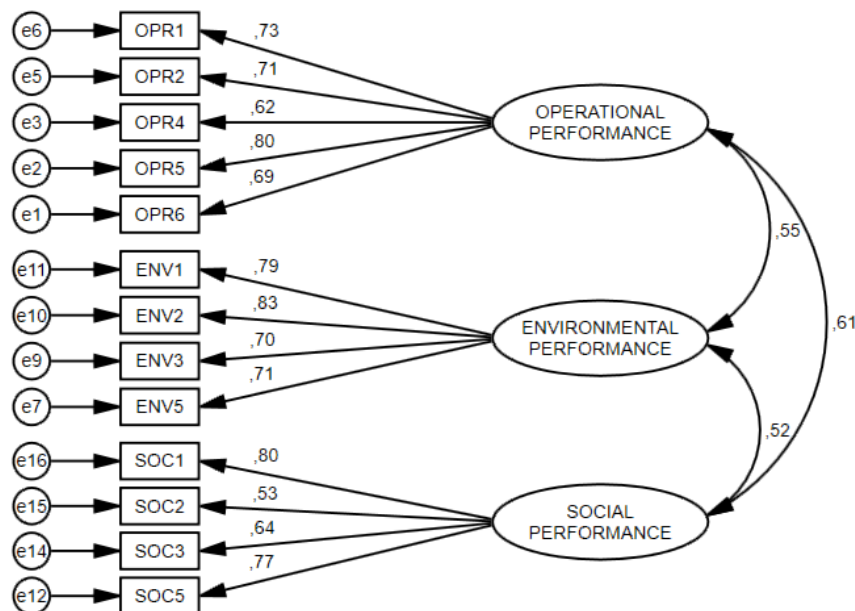 e6 OPR1 ,73
e5 OPR2 ,71
e3 OPR4 ,62
e2 OPR5 ,80
e1 OPR6 ,69
OPERATIONAL
PERFORMANCE
,55
,61
e11 ENV1 ,79
e10 ENV2 ,83
e9 ENV3 ,70
e7 ENV5 ,71
ENVIRONMENTAL
PERFORMANCE
,52
e16 SOC1 ,80
e15 SOC2 ,53
e14 SOC3 ,64
e12 SOC5 ,77
SOCIAL
PERFORMANCE